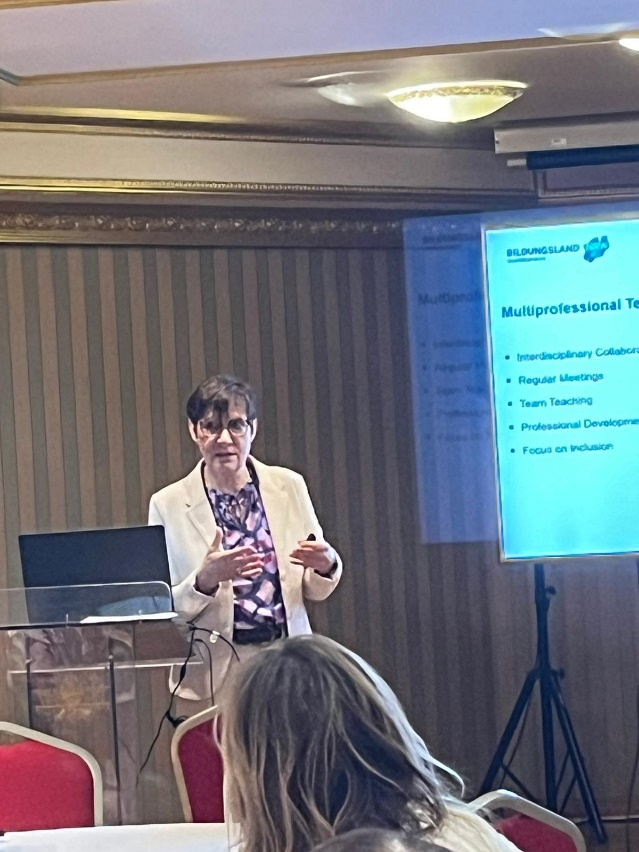 BILDUNGSLAND
Multiprofessional Te
Interdisciplinary Collabora
Regular Meetings
Team Teaching
Professional Developme
Focus on Inclusion